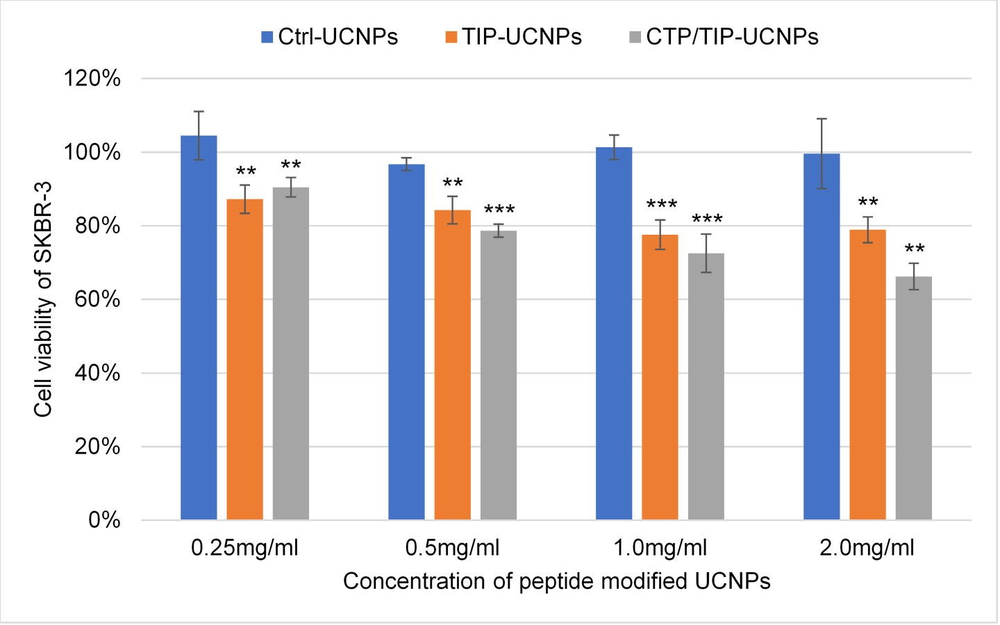 Ctrl-UCNPs TIP-UCNPs CTP/TIP-UCNPs
120%
100%
80%
60%
40%
20%
0%
Cell viability of SKBR-3
** **
** ***
*** ***
** **
0.25mg/ml 0.5mg/ml 1.0mg/ml 2.0mg/ml
Concentration of peptide modified UCNPs